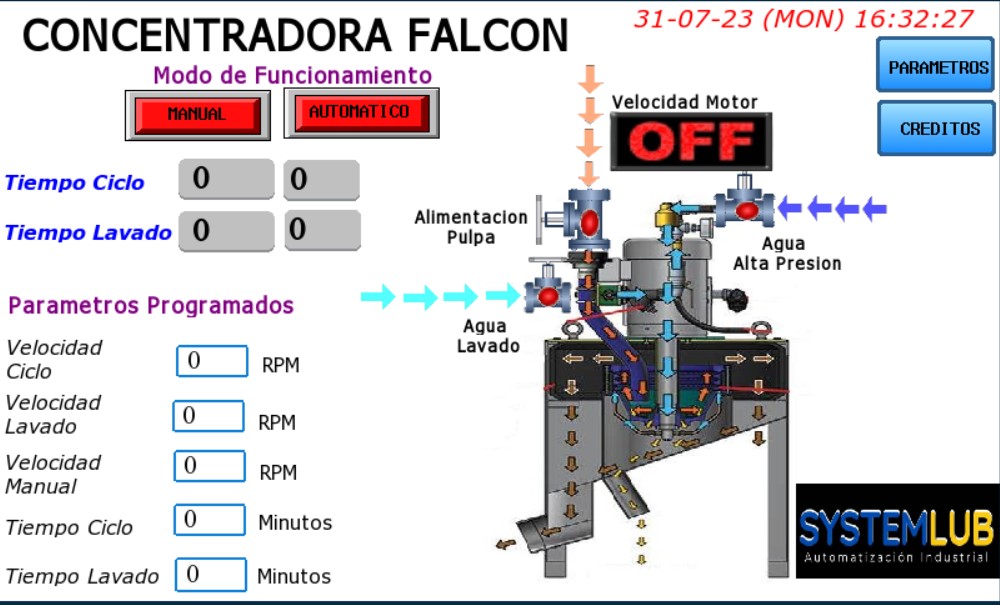 CONCENTRADORA FALCON
31-07-23 (MON) 16:32:27
Modo de Funcionamiento
MANUAL
AUTOMATICO
PARAMETROS
CREDITOS
Velocidad Motor
OFF
Tiempo Ciclo
0
0
Tiempo Lavado
0
0
Alimentacion
Pulpa
Agua
Alta Presion
Agua
Lavado
Parametros Programados
Velocidad
Ciclo
0
RPM
Velocidad
Lavado
0
RPM
Velocidad
Manual
0
RPM
Tiempo Ciclo
0
Minutos
Tiempo Lavado
0
Minutos
SYSTEMLUB
Automatización Industrial